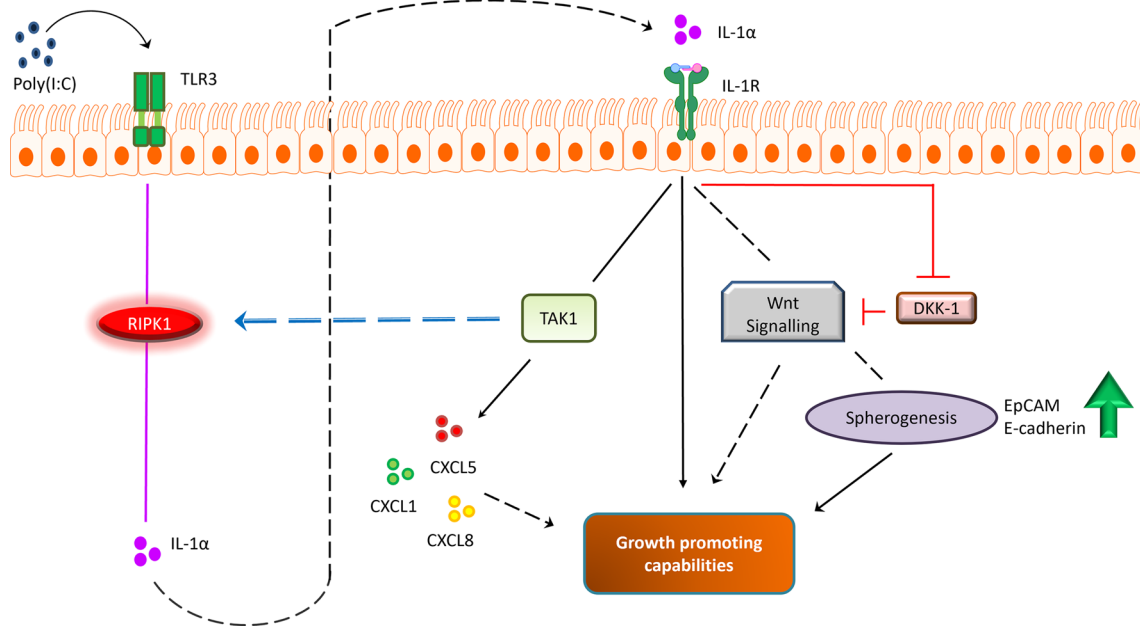 IL-1α
Poly(I:C)
TLR3
IL-1R
RIPK1
TAK1
Wnt
Signalling
DKK-1
Spherogenesis
EpCAM
E-cadherin
CXCL5
CXCL1
CXCL8
IL-1α
Growth promoting
capabilities